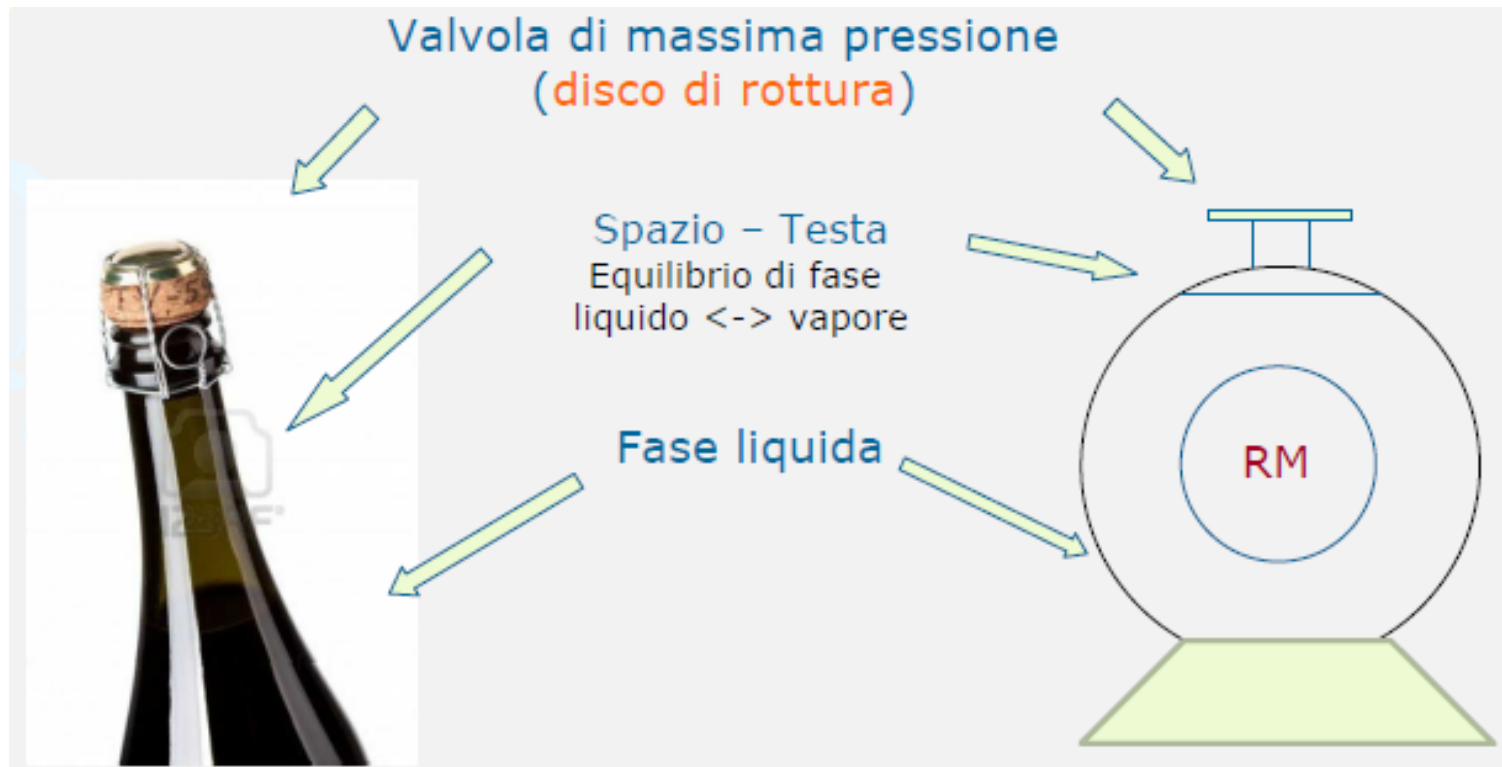 Valvola di massima pressione
(disco di rottura)
Spazio – Testa
Equilibrio di fase
liquido <-> vapore
Fase liquida
RM